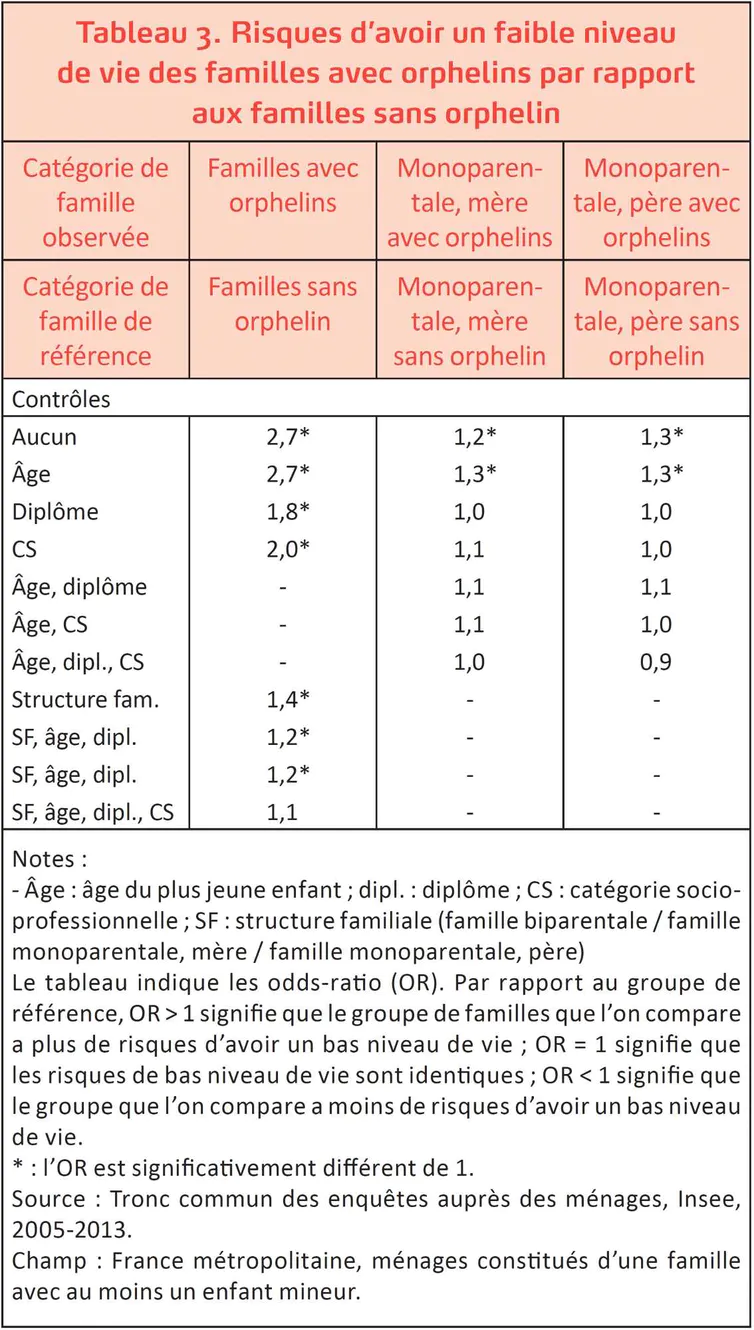 Tableau 3. Risques d’avoir un faible niveau
de vie des familles avec orphelins par rapport
aux familles sans orphelin
Catégorie de famille observée Familles avec orphelins Monoparen-tale, mère avec orphelins Monoparen-tale, père avec orphelins
Catégorie de famille de référence Familles sans orphelin Monoparen-tale, mère sans orphelin Monoparen-tale, père sans orphelin
Contrôles
Aucun 2,7* 1,2* 1,3*
Âge 2,7* 1,3* 1,3*
Diplôme 1,8* 1,0 1,0
CS 2,0* 1,1 1,0
Âge, diplôme - 1,1 1,1
Âge, CS - 1,1 1,0
Âge, dipl., CS - 1,0 0,9
Structure fam. 1,4* - -
SF, âge, dipl. 1,2* - -
SF, âge, dipl. 1,2* - -
SF, âge, dipl., CS 1,1 - -
Notes :
- Âge : âge du plus jeune enfant ; dipl. : diplôme ; CS : catégorie socio-
professionnelle ; SF : structure familiale (famille biparentale / famille
monoparentale, mère / famille monoparentale, père)
Le tableau indique les odds-ratio (OR). Par rapport au groupe de
référence, OR > 1 signifie que le groupe de familles que l’on compare
a plus de risques d’avoir un bas niveau de vie ; OR = 1 signifie que
les risques de bas niveau de vie sont identiques ; OR < 1 signifie que
le groupe que l’on compare a moins de risques d’avoir un bas niveau
de vie.
* : l’OR est significativement différent de 1.
Source : Tronc commun des enquêtes auprès des ménages, Insee,
2005-2013.
Champ : France métropolitaine, ménages constitués d’une famille
avec au moins un enfant mineur.